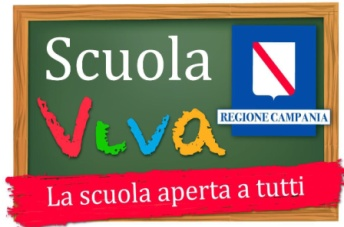 Scuola
Viva
REGIONE CAMPANIA
La scuola aperta a tutti